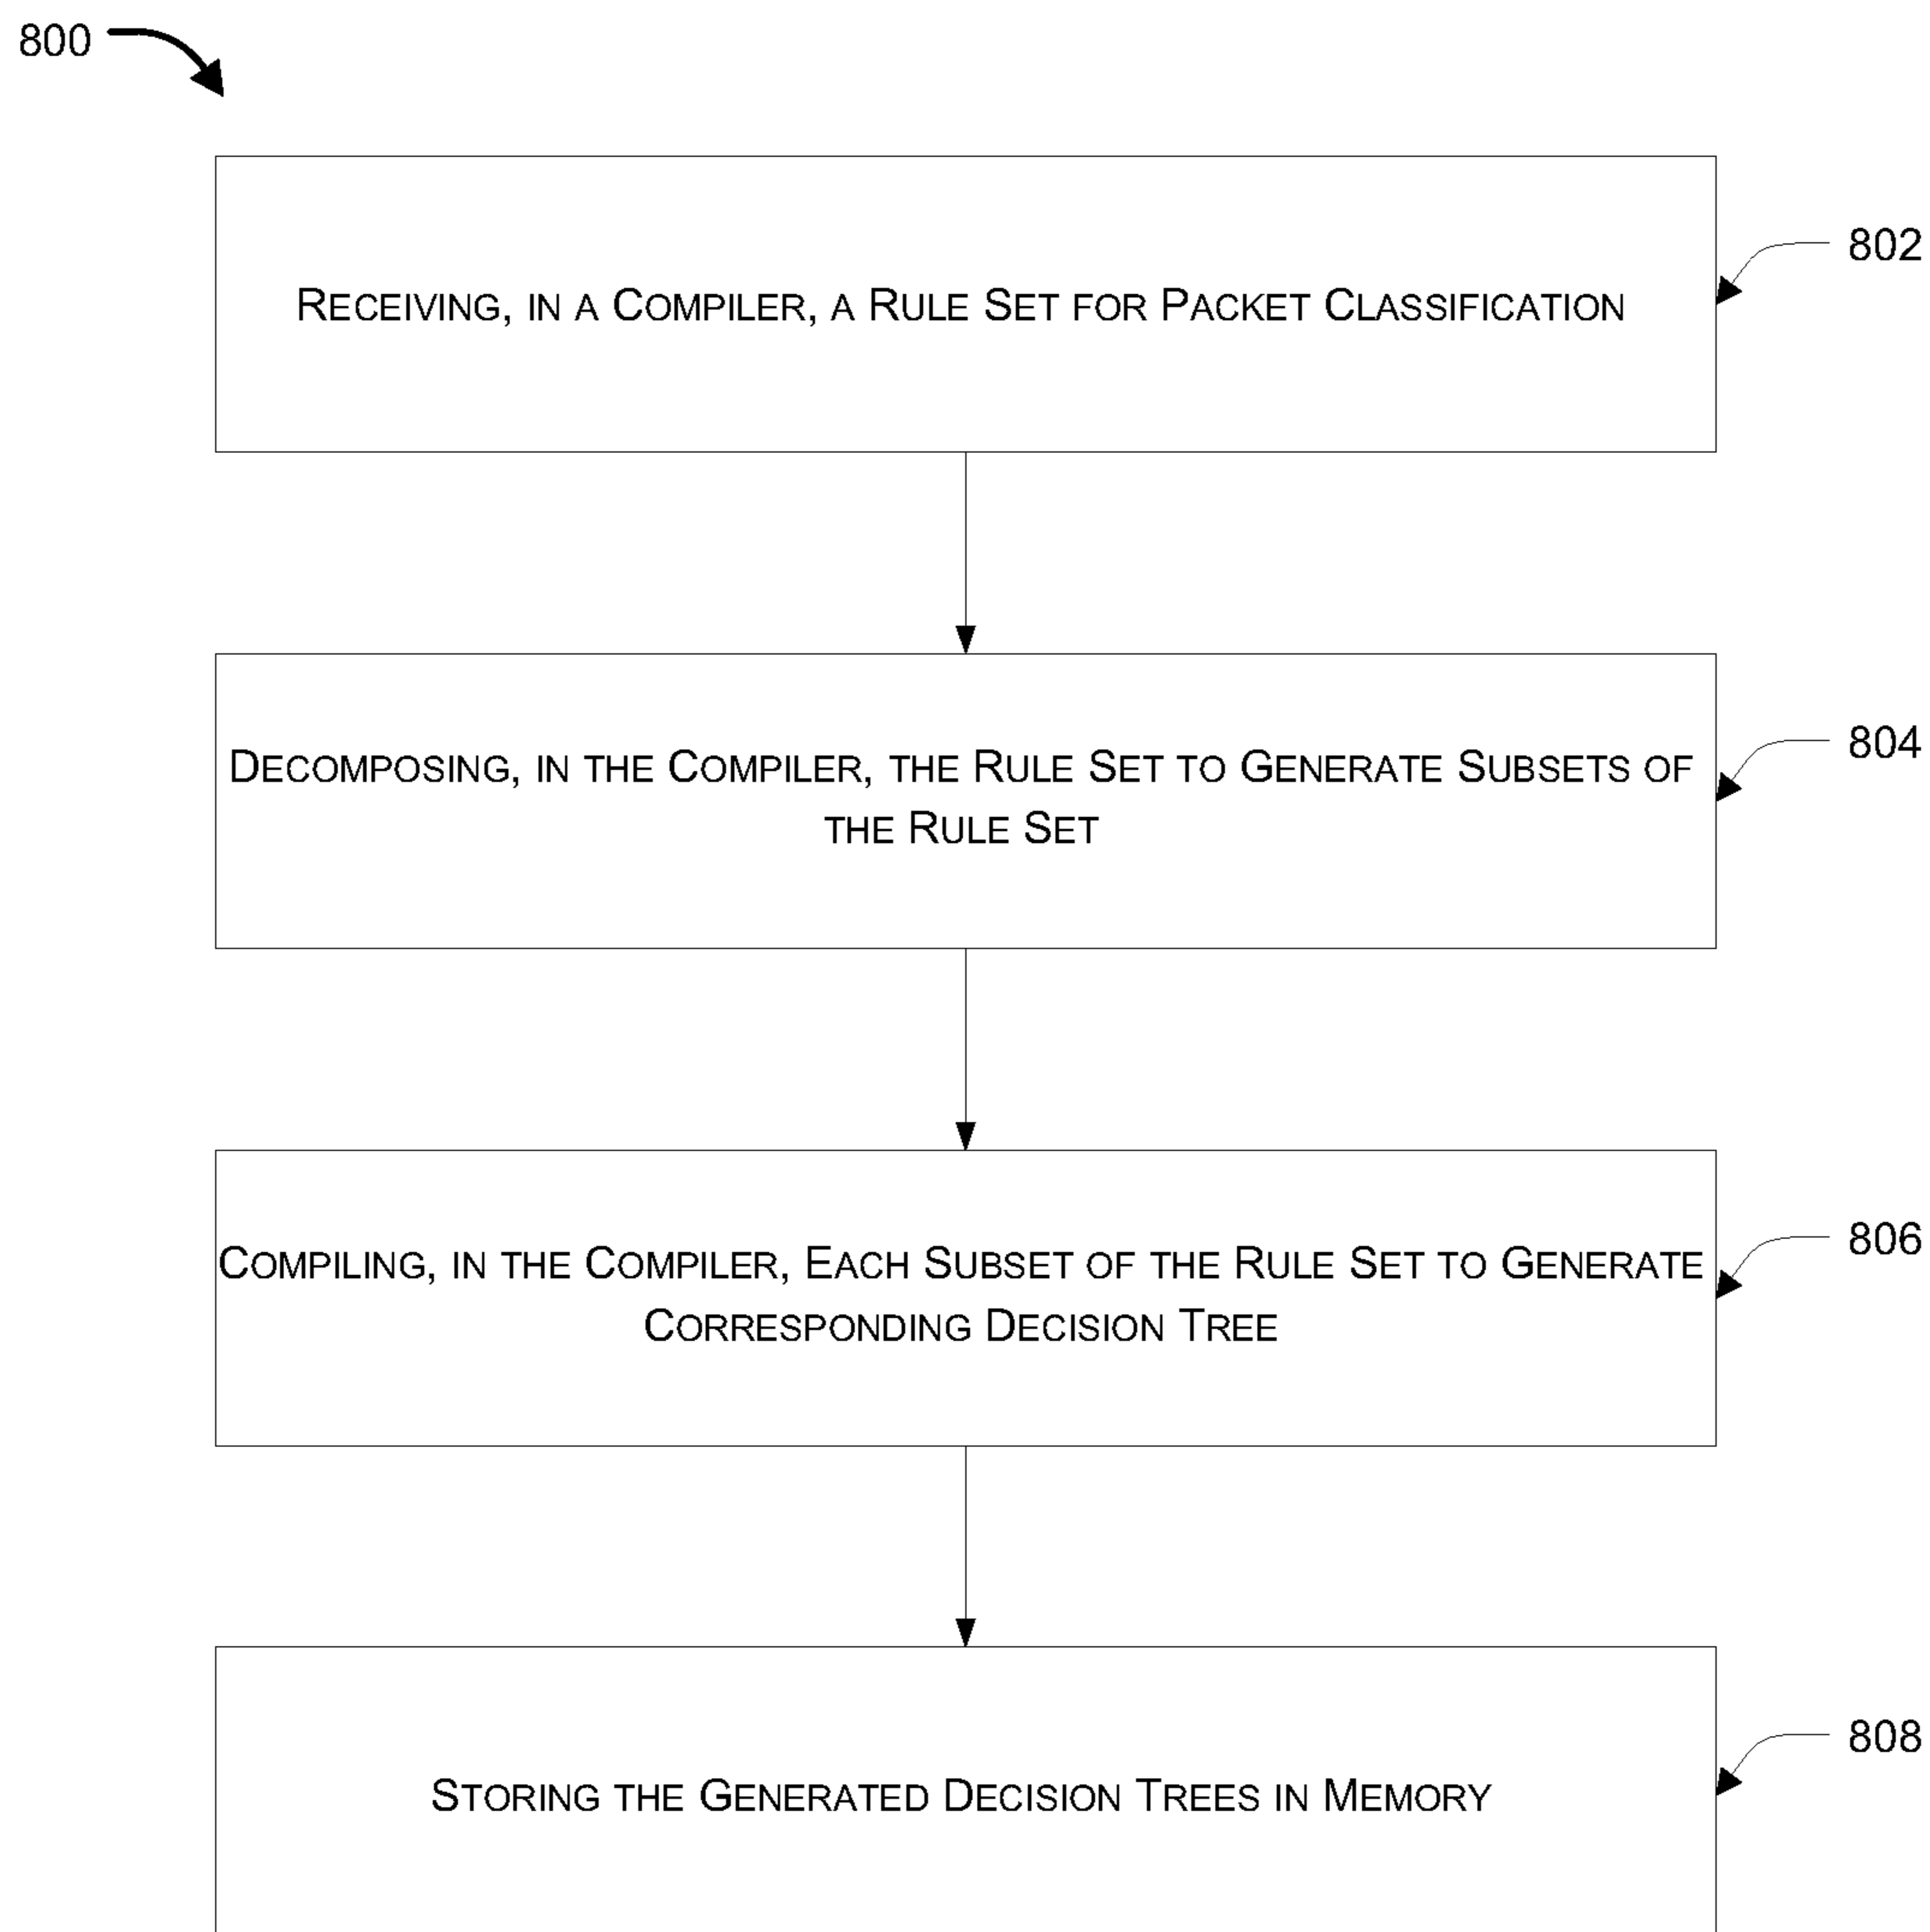 800
Receiving, in a Compiler, a Rule Set for Packet Classification
802
Decomposing, in the Compiler, the Rule Set to Generate Subsets of
the Rule Set
804
Compiling, in the Compiler, Each Subset of the Rule Set to Generate
Corresponding Decision Tree
806
Storing the Generated Decision Trees in Memory
808